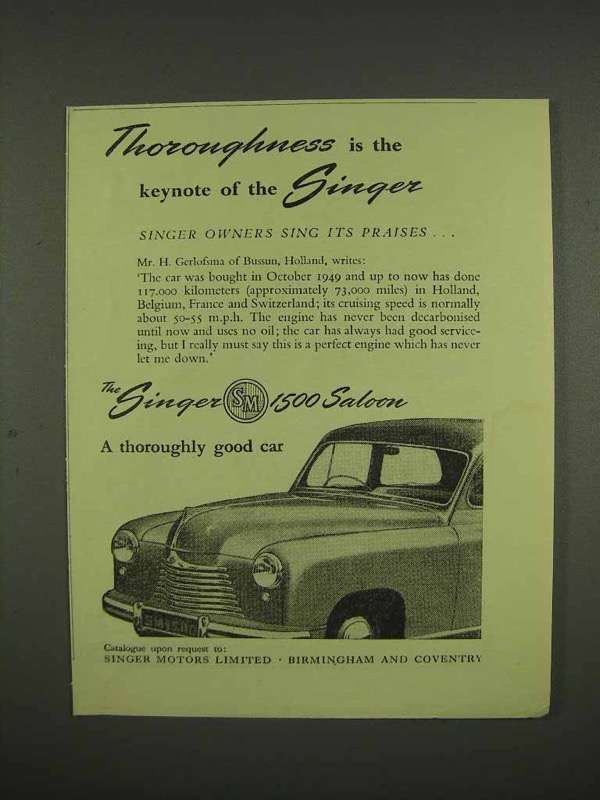 Thoroughness is the
keynote of the Singer
SINGER OWNERS SING ITS PRAISES . . .
Mr. H. Gerlofsma of Bussun, Holland, writes:
'The car was bought in October 1949 and up to now has done
117.000 kilometers (approximately 73,000 miles) in Holland,
Belgium, France and Switzerland; its cruising speed is normally
about 50-55 m.p.h. The engine has never been decarbonised
until now and uses no oil; the car has always had good servic-
ing, but I really must say this is a perfect engine which has never
let me down.'
The Singer SM 1500 Saloon
A thoroughly good car
SM1500
Catalogue upon request to:
SINGER MOTORS LIMITED · BIRMINGHAM AND COVENTRY